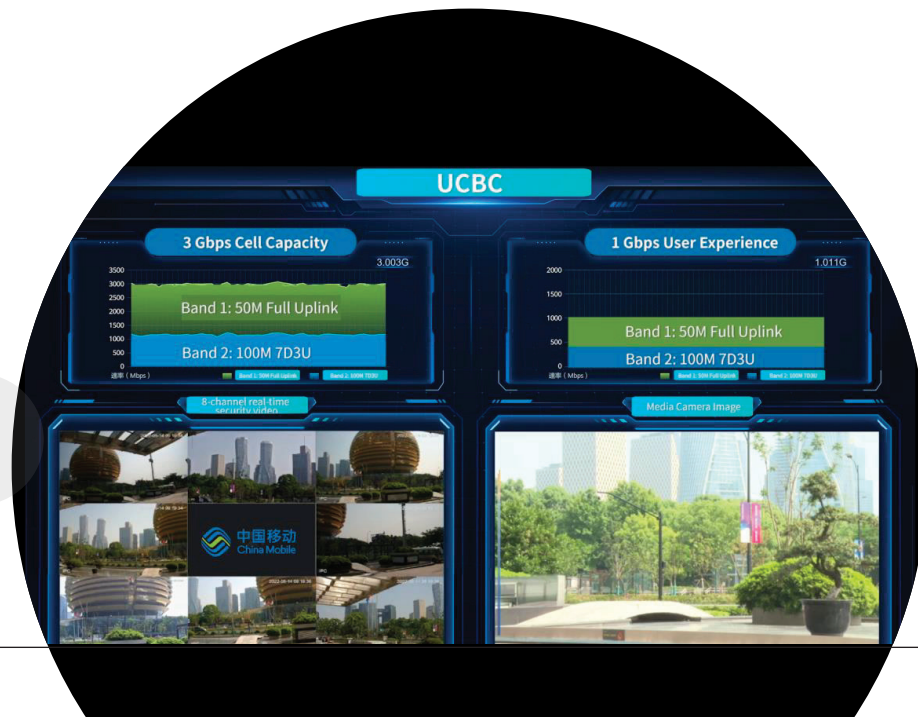 UCBC
3 Gbps Cell Capacity
3.003G
3500
3000
2500
2000
1500
1000
500
0
Band 1: 50M Full Uplink
Band 2: 100M 7D3U
速率 ( Mbps )
Band 1: 50M Full Uplink
Band 2: 100M 7D3U
1 Gbps User Experience
1.011G
2000
1500
1000
500
0
Band 1: 50M Full Uplink
Band 2: 100M 7D3U
速率 ( Mbps )
Band 1: 50M Full Uplink
Band 2: 100M 7D3U
8-channel real-time
security video
Media Camera Image
中国移动
China Mobile